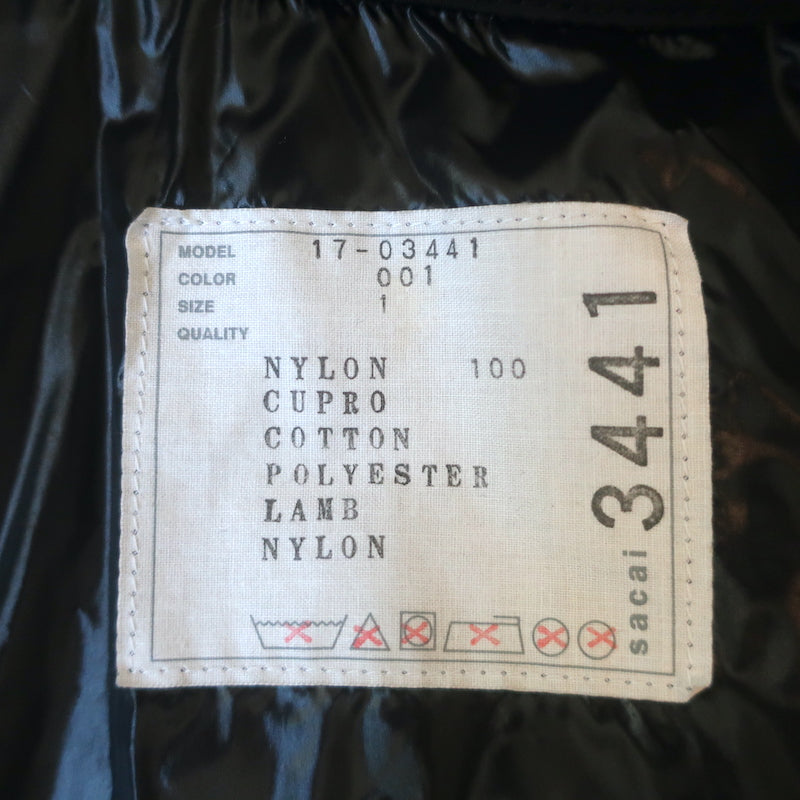 MODEL 17-03441
COLOR 001
SIZE 1
QUALITY
NYLON 100
CUPRO
COTTON
POLYESTER
LAMB
NYLON
sacai 3441